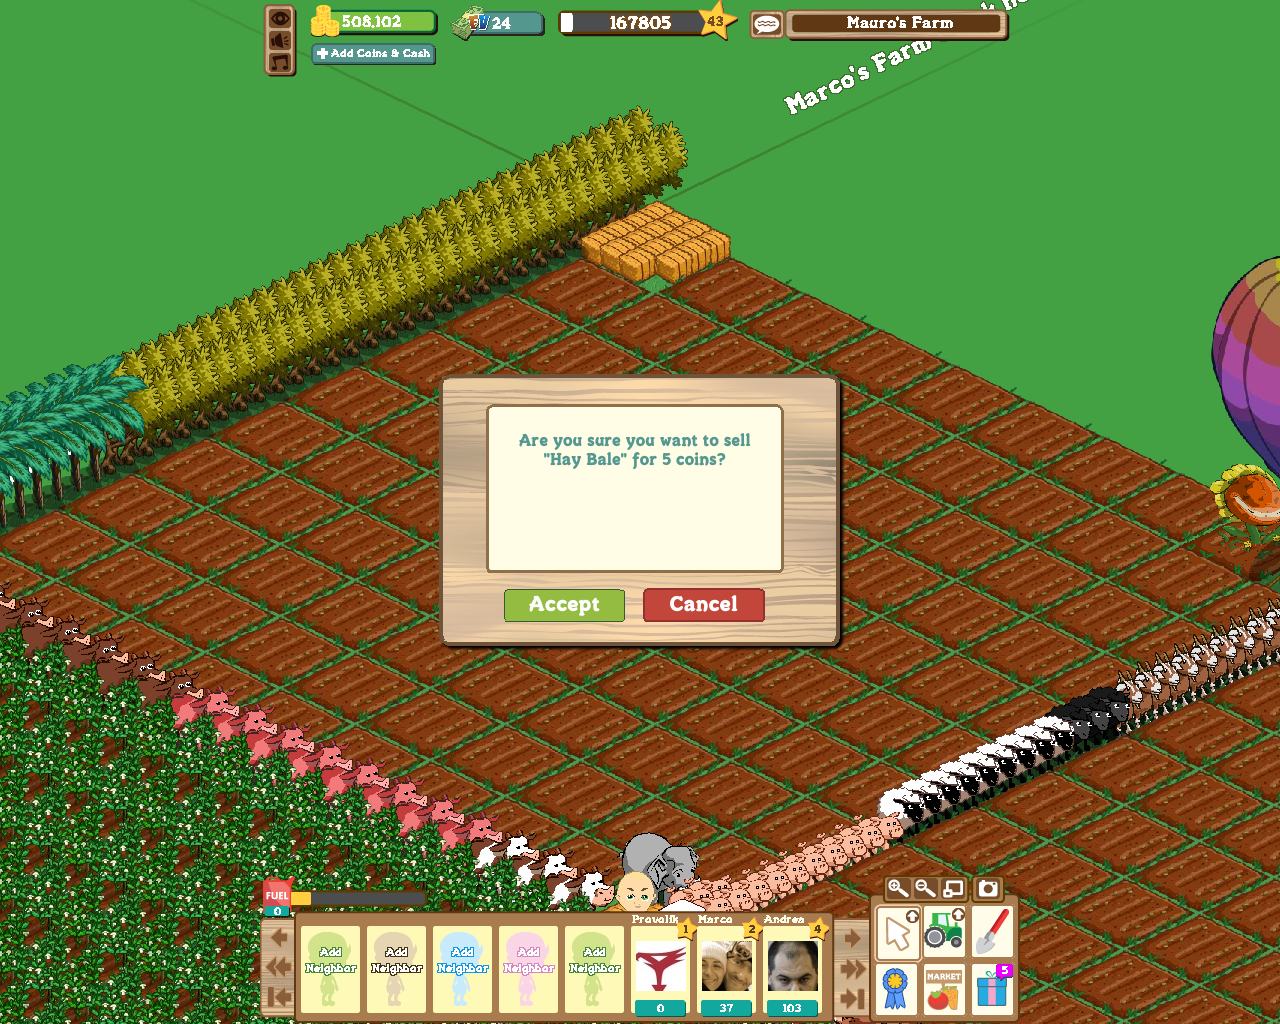 508,102
24
167805
43
Mauro's Farm
Add Coins & Cash
Marco's Farm
Are you sure you want to sell
"Hay Bale" for 5 coins?
Accept
Cancel
FUEL
0
Pravalik
Marco
Andrea
1
2
4
Add Neighbor
Add Neighbor
Add Neighbor
Add Neighbor
Add Neighbor
0
37
103
MARKET
5